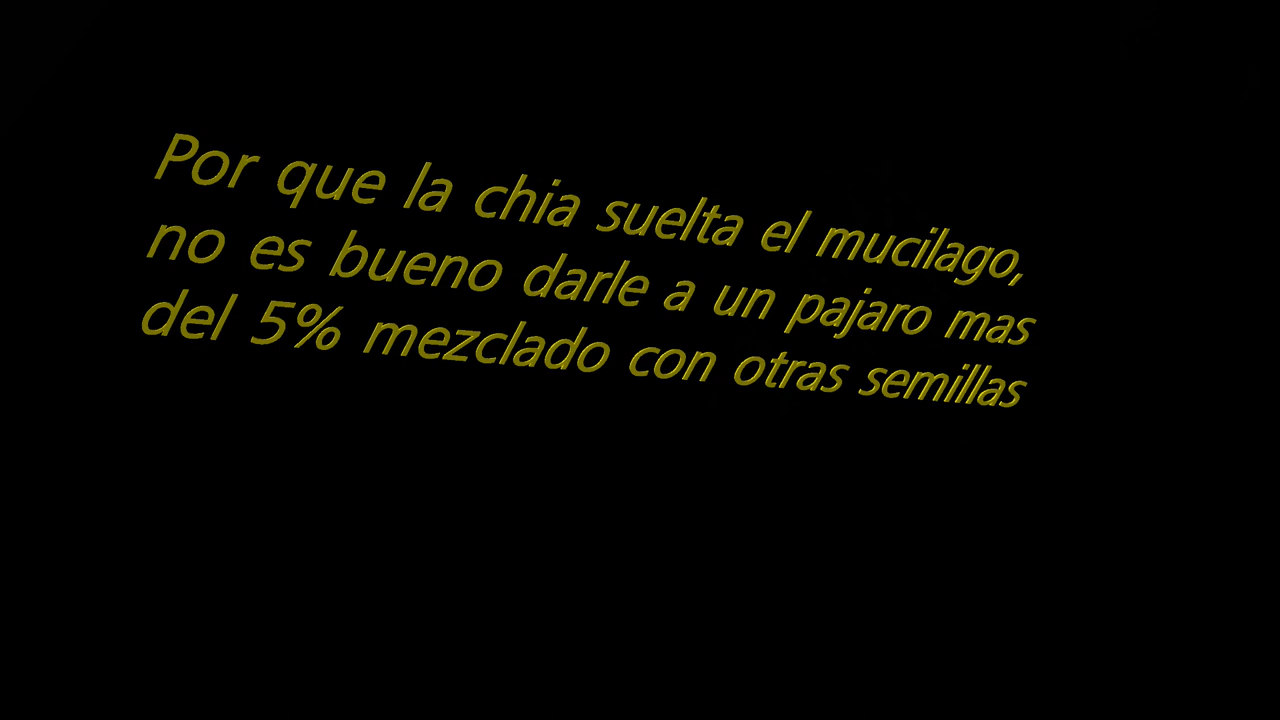 Por que la chia suelta el mucilago,
no es bueno darle a un pajaro mas
del 5% mezclado con otras semillas